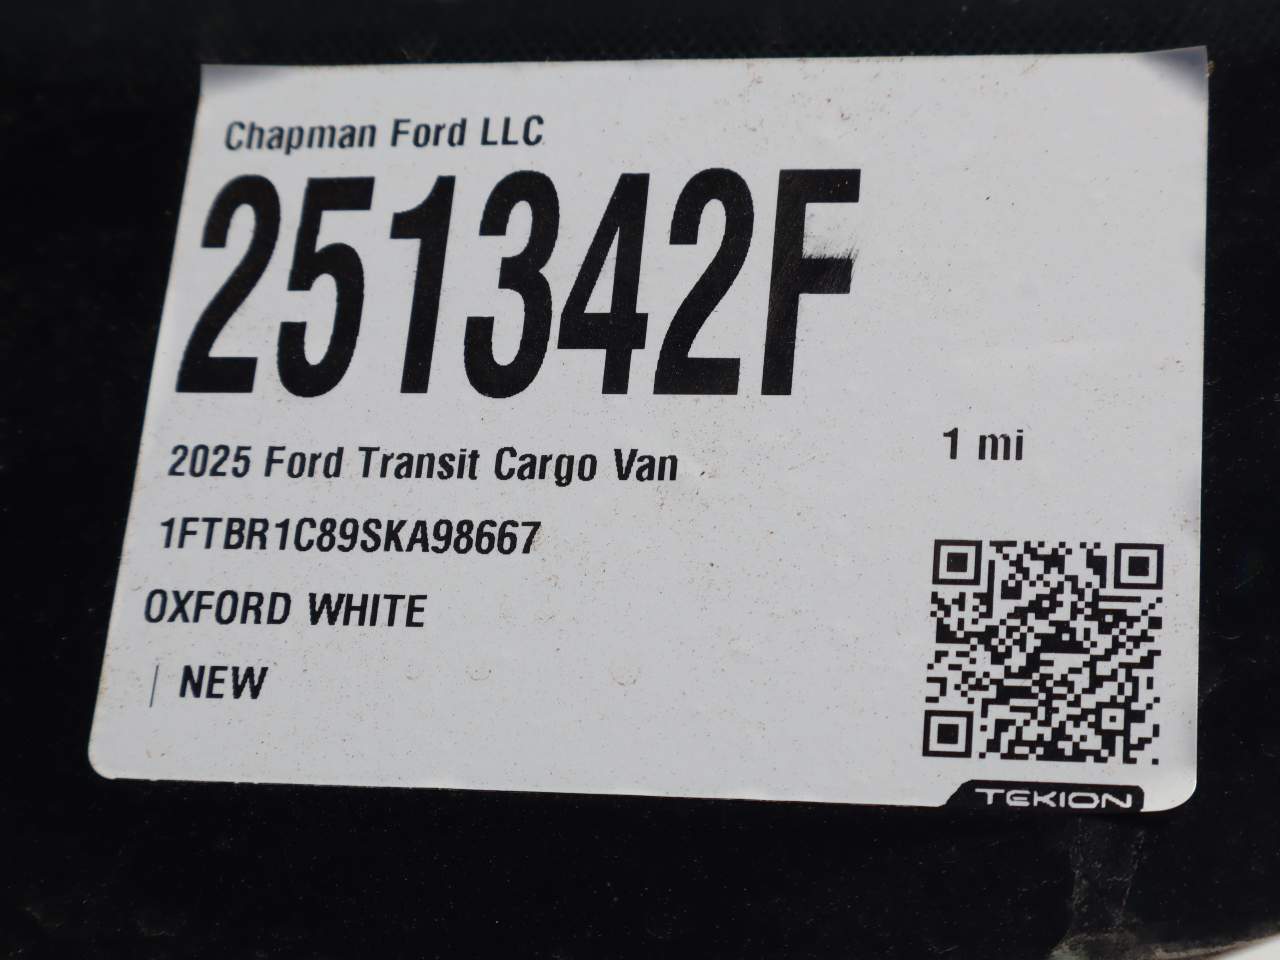 Chapman Ford LLC
251342F
2025 Ford Transit Cargo Van
1 mi
1FTBR1C89SKA98667
OXFORD WHITE
| NEW
TEKION